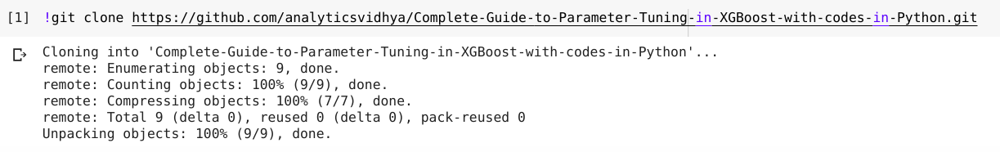 [1] !git clone https://github.com/analyticsvidhya/Complete-Guide-to-Parameter-Tuning-in-XGBoost-with-codes-in-Python.git
Cloning into 'Complete-Guide-to-Parameter-Tuning-in-XGBoost-with-codes-in-Python'...
remote: Enumerating objects: 9, done.
remote: Counting objects: 100% (9/9), done.
remote: Compressing objects: 100% (7/7), done.
remote: Total 9 (delta 0), reused 0 (delta 0), pack-reused 0
Unpacking objects: 100% (9/9), done.